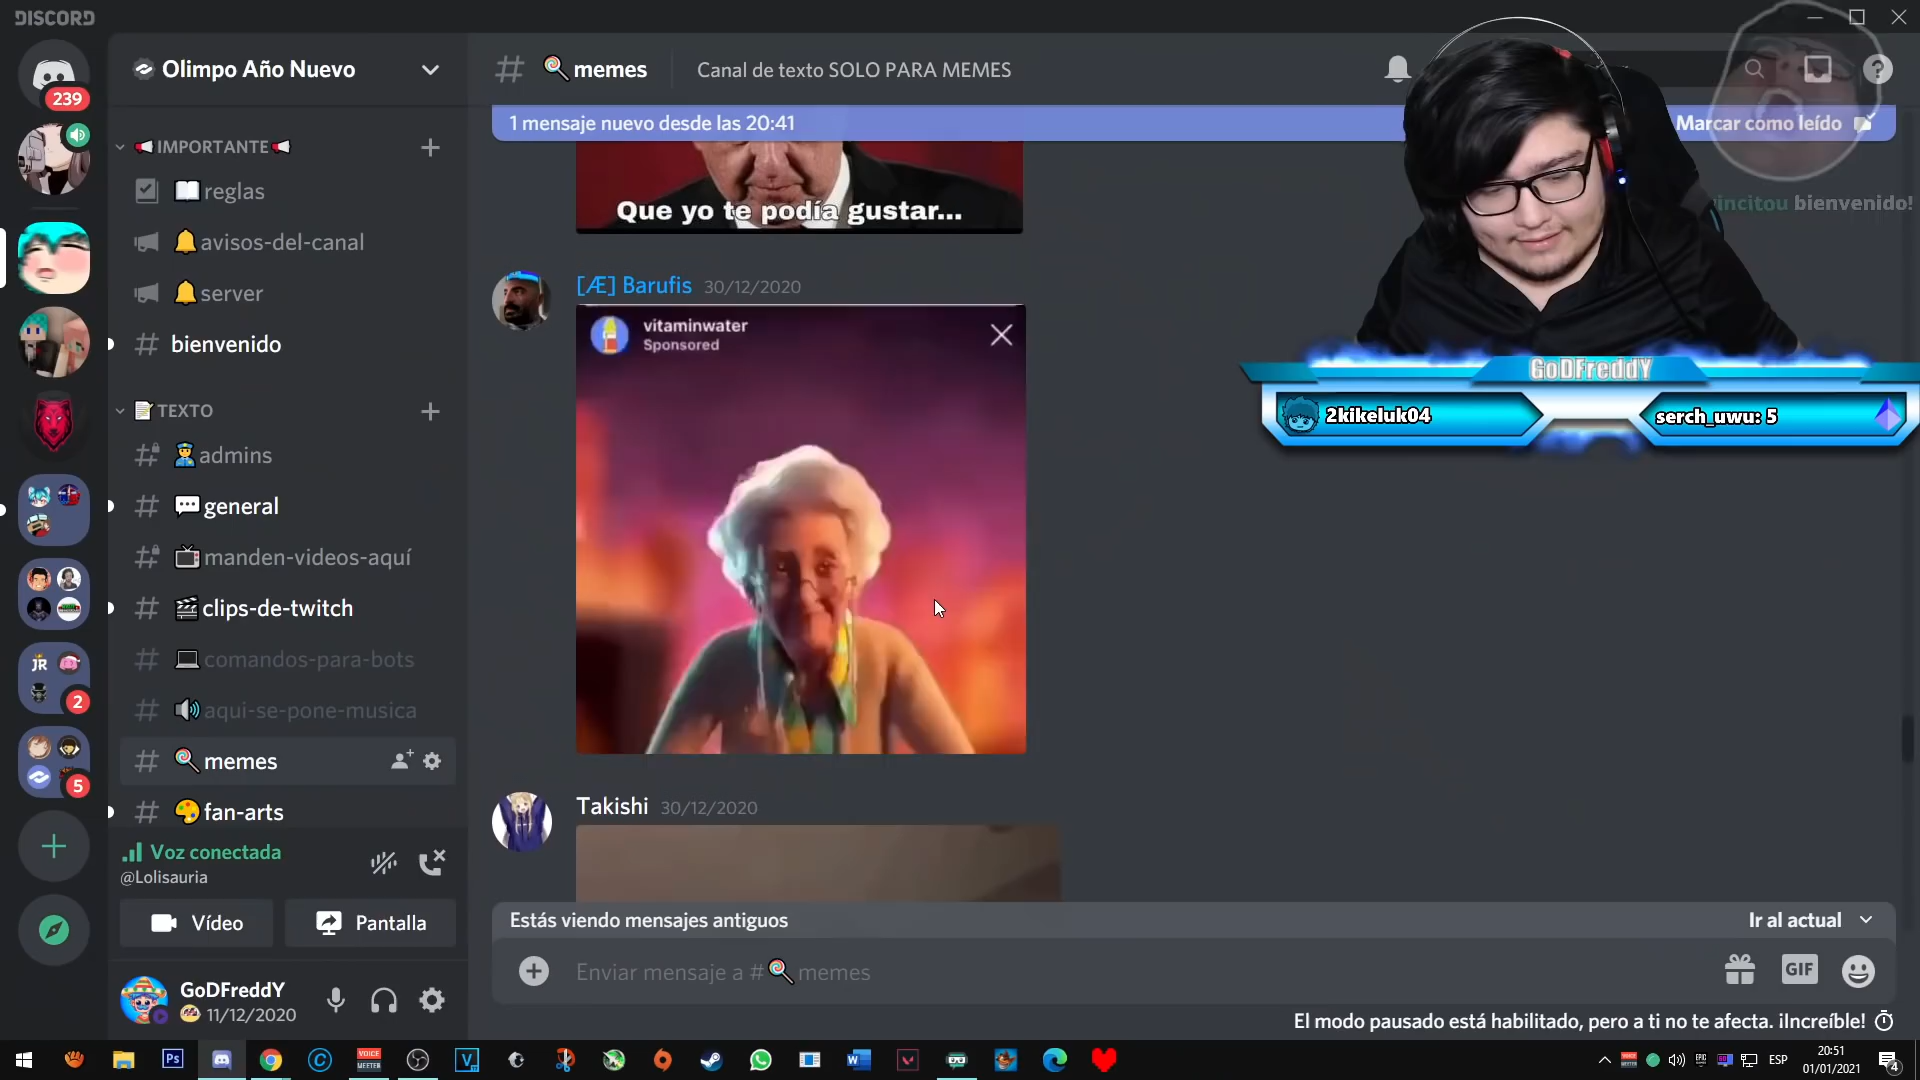 DISCORD
239
Olimpo Año Nuevo
IMPORTANTE
reglas
avisos-del-canal
server
bienvenido
TEXTO
admins
general
manden-videos-aquí
clips-de-twitch
comandos-para-bots
aqui-se-pone-musica
memes
fan-arts
JR
2
5
Voz conectada
@Lolisauria
Vídeo
Pantalla
GoDFreddY
11/12/2020
memes
Canal de texto SOLO PARA MEMES
1 mensaje nuevo desde las 20:41
Marcar como leído
Que yo te podía gustar...
[Æ] Barufis 30/12/2020
vitaminwater
Sponsored
Takishi 30/12/2020
Estás viendo mensajes antiguos
Ir al actual
Enviar mensaje a # memes
GIF
El modo pausado está habilitado, pero a ti no te afecta. ¡Increíble!
bienvenido!
GoDFreddY
2kikeluk04
serch_uwu: 5
Ps
VOICE
MEETER
ESP
20:51
01/01/2021
4